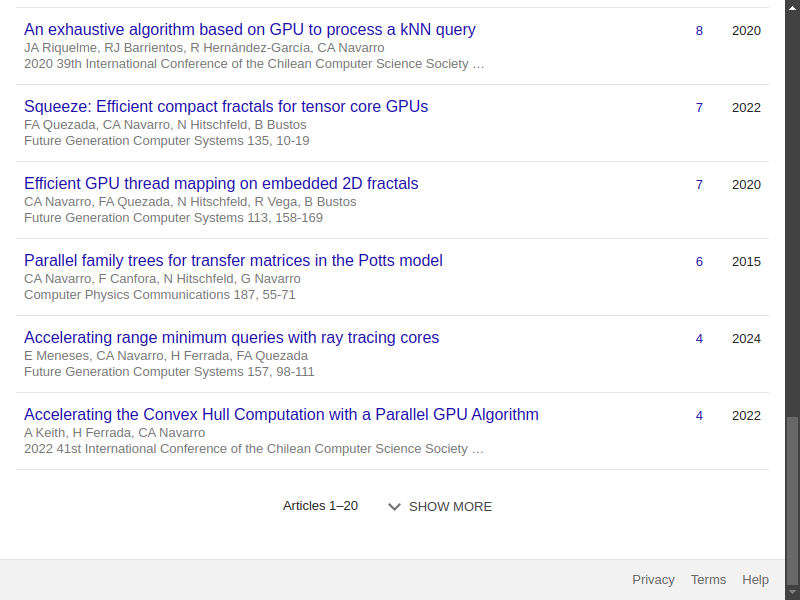 An exhaustive algorithm based on GPU to process a kNN query 8 2020
JA Riquelme, RJ Barrientos, R Hernández-García, CA Navarro
2020 39th International Conference of the Chilean Computer Science Society …
Squeeze: Efficient compact fractals for tensor core GPUs 7 2022
FA Quezada, CA Navarro, N Hitschfeld, B Bustos
Future Generation Computer Systems 135, 10-19
Efficient GPU thread mapping on embedded 2D fractals 7 2020
CA Navarro, FA Quezada, N Hitschfeld, R Vega, B Bustos
Future Generation Computer Systems 113, 158-169
Parallel family trees for transfer matrices in the Potts model 6 2015
CA Navarro, F Canfora, N Hitschfeld, G Navarro
Computer Physics Communications 187, 55-71
Accelerating range minimum queries with ray tracing cores 4 2024
E Meneses, CA Navarro, H Ferrada, FA Quezada
Future Generation Computer Systems 157, 98-111
Accelerating the Convex Hull Computation with a Parallel GPU Algorithm 4 2022
A Keith, H Ferrada, CA Navarro
2022 41st International Conference of the Chilean Computer Science Society …
Articles 1–20 SHOW MORE
Privacy Terms Help